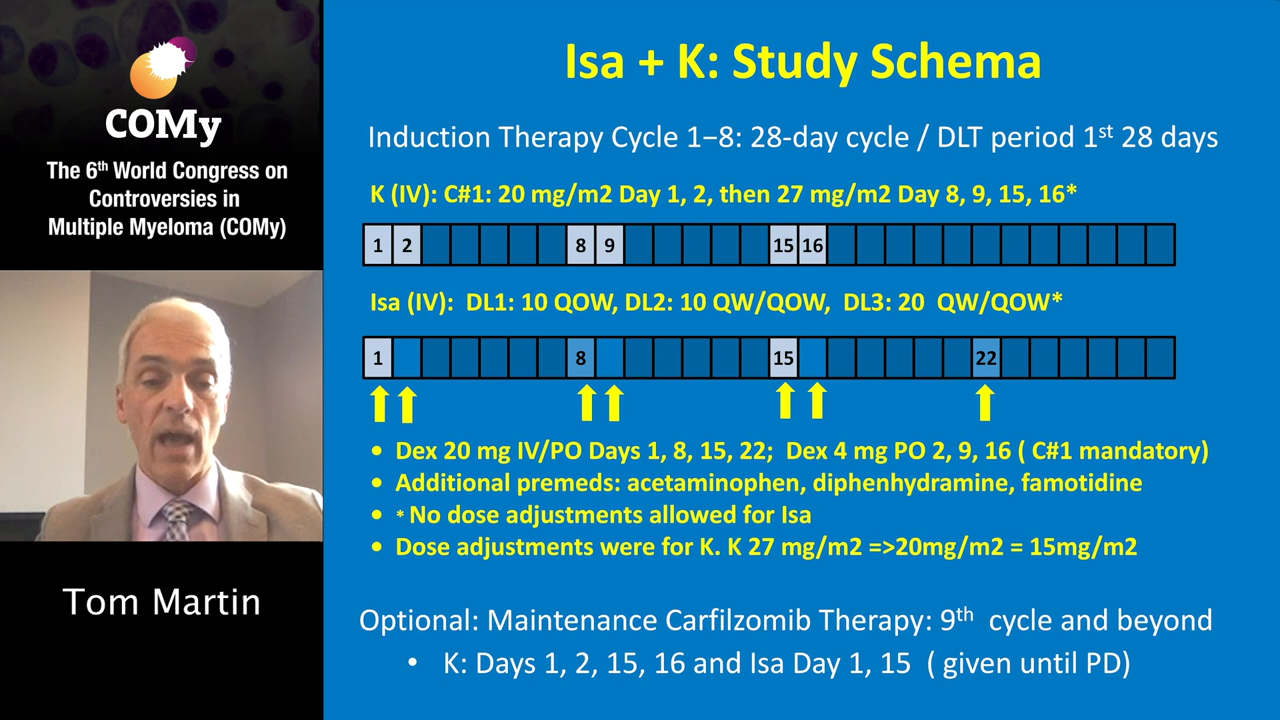 COMy
The 6th World Congress on
Controversies in
Multiple Myeloma (COMy)
Tom Martin
Isa + K: Study Schema
Induction Therapy Cycle 1−8: 28-day cycle / DLT period 1st 28 days
K (IV): C#1: 20 mg/m2 Day 1, 2, then 27 mg/m2 Day 8, 9, 15, 16*
1 2 8 9 15 16
Isa (IV): DL1: 10 QOW, DL2: 10 QW/QOW, DL3: 20 QW/QOW*
1 8 15 22
• Dex 20 mg IV/PO Days 1, 8, 15, 22; Dex 4 mg PO 2, 9, 16 ( C#1 mandatory)
• Additional premeds: acetaminophen, diphenhydramine, famotidine
• * No dose adjustments allowed for Isa
• Dose adjustments were for K. K 27 mg/m2 =>20mg/m2 = 15mg/m2
Optional: Maintenance Carfilzomib Therapy: 9th cycle and beyond
• K: Days 1, 2, 15, 16 and Isa Day 1, 15 ( given until PD)